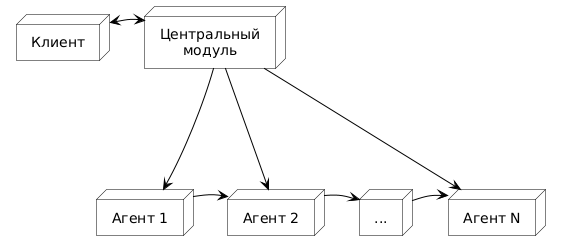 Клиент
Центральный
модуль
Агент 1
Агент 2
...
Агент N